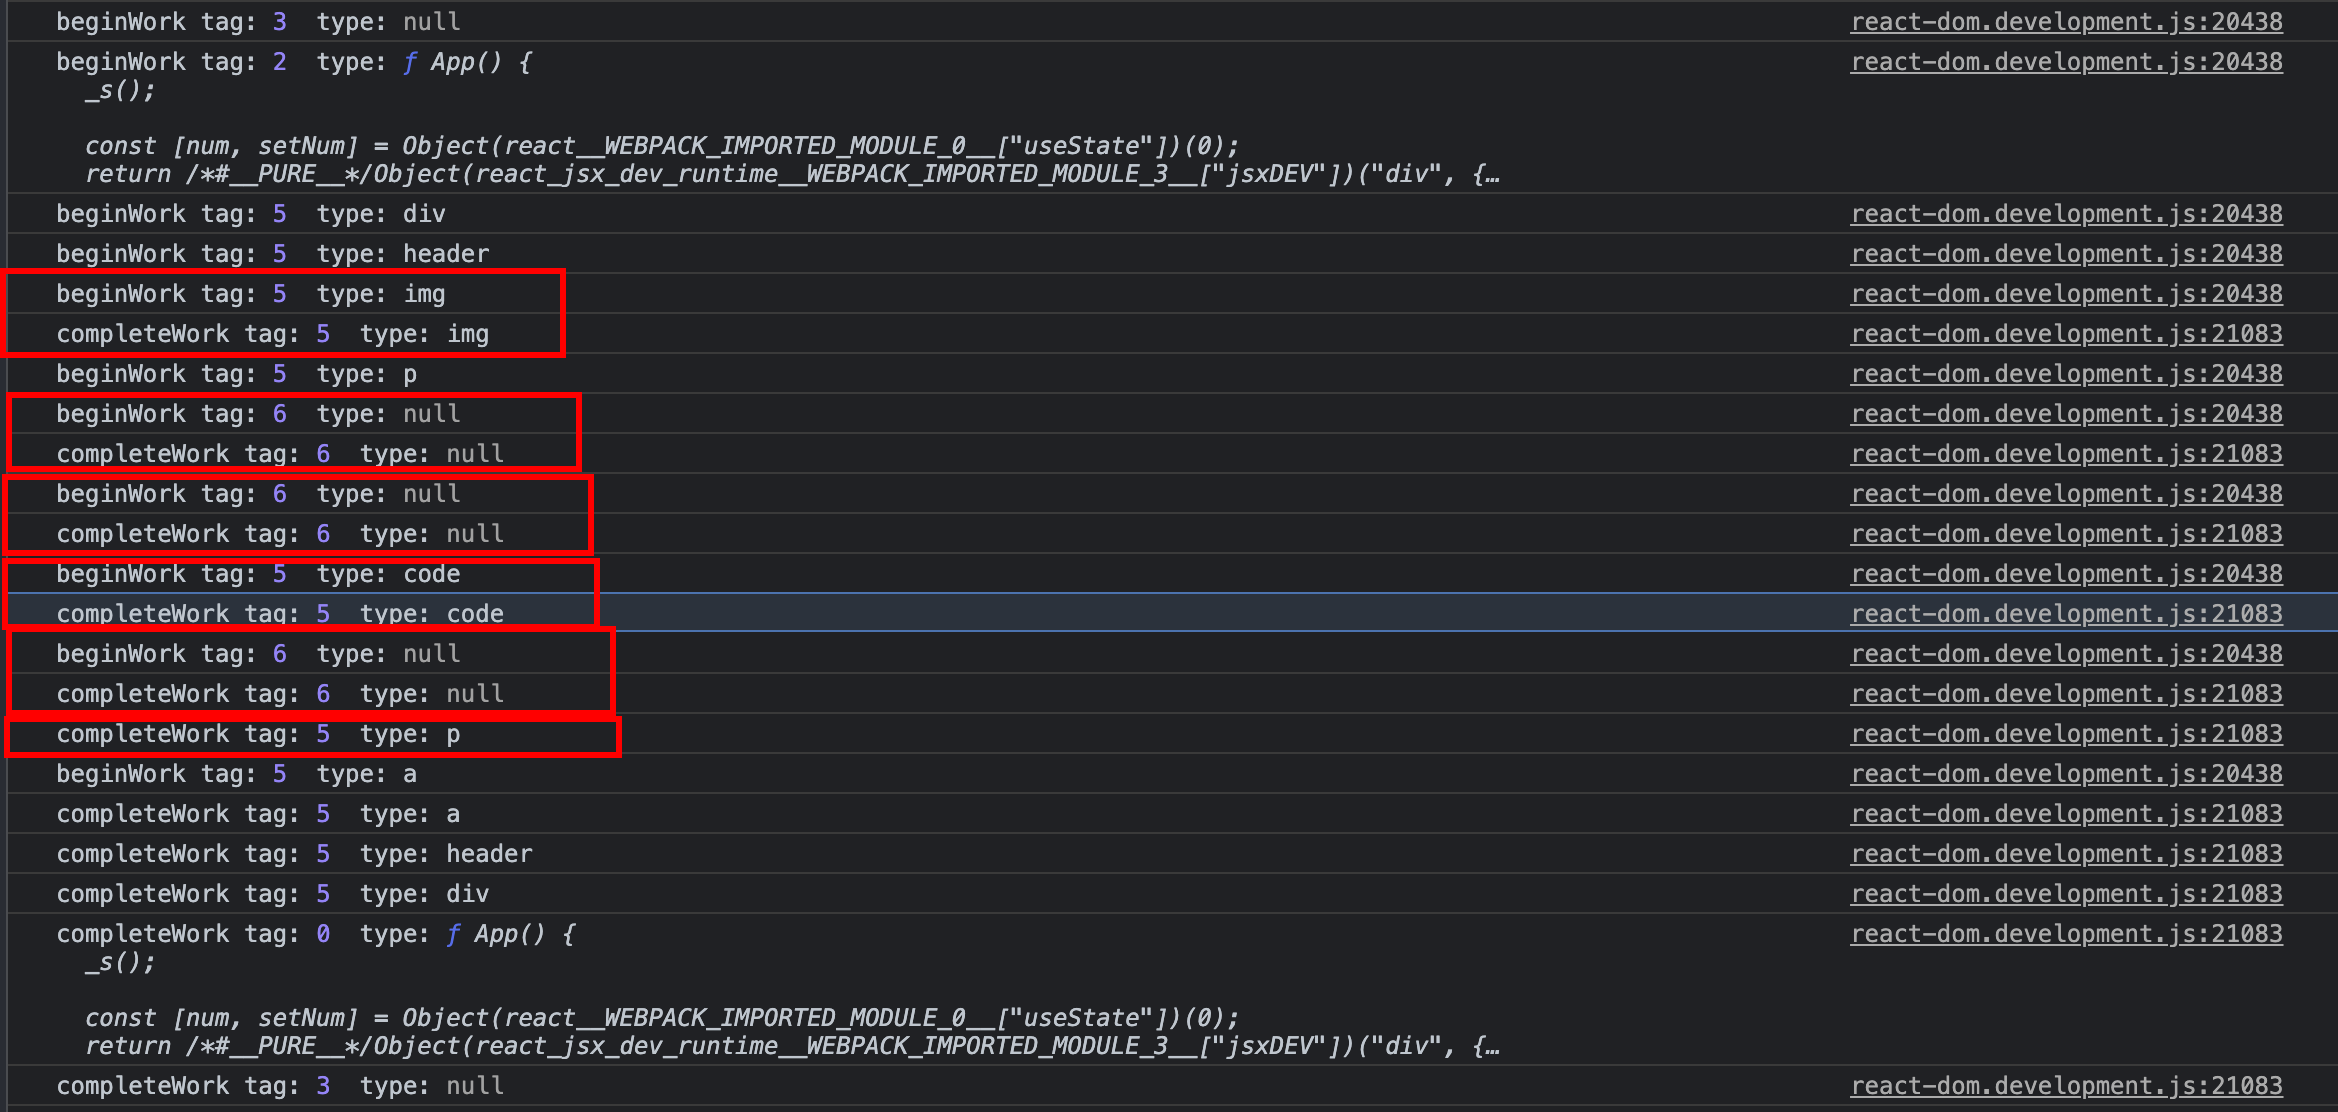 beginWork tag: 3 type: null react-dom.development.js:20438
beginWork tag: 2 type: ƒ App() { react-dom.development.js:20438
_s();
const [num, setNum] = Object(react__WEBPACK_IMPORTED_MODULE_0__["useState"])(0);
return /*#__PURE__*/Object(react_jsx_dev_runtime__WEBPACK_IMPORTED_MODULE_3__["jsxDEV"])("div", {…
beginWork tag: 5 type: div react-dom.development.js:20438
beginWork tag: 5 type: header react-dom.development.js:20438
beginWork tag: 5 type: img react-dom.development.js:20438
completeWork tag: 5 type: img react-dom.development.js:21083
beginWork tag: 5 type: p react-dom.development.js:20438
beginWork tag: 6 type: null react-dom.development.js:20438
completeWork tag: 6 type: null react-dom.development.js:21083
beginWork tag: 6 type: null react-dom.development.js:20438
completeWork tag: 6 type: null react-dom.development.js:21083
beginWork tag: 5 type: code react-dom.development.js:20438
completeWork tag: 5 type: code react-dom.development.js:21083
beginWork tag: 6 type: null react-dom.development.js:20438
completeWork tag: 6 type: null react-dom.development.js:21083
completeWork tag: 5 type: p react-dom.development.js:21083
beginWork tag: 5 type: a react-dom.development.js:20438
completeWork tag: 5 type: a react-dom.development.js:21083
completeWork tag: 5 type: header react-dom.development.js:21083
completeWork tag: 5 type: div react-dom.development.js:21083
completeWork tag: 0 type: ƒ App() { react-dom.development.js:21083
_s();
const [num, setNum] = Object(react__WEBPACK_IMPORTED_MODULE_0__["useState"])(0);
return /*#__PURE__*/Object(react_jsx_dev_runtime__WEBPACK_IMPORTED_MODULE_3__["jsxDEV"])("div", {…
completeWork tag: 3 type: null react-dom.development.js:21083